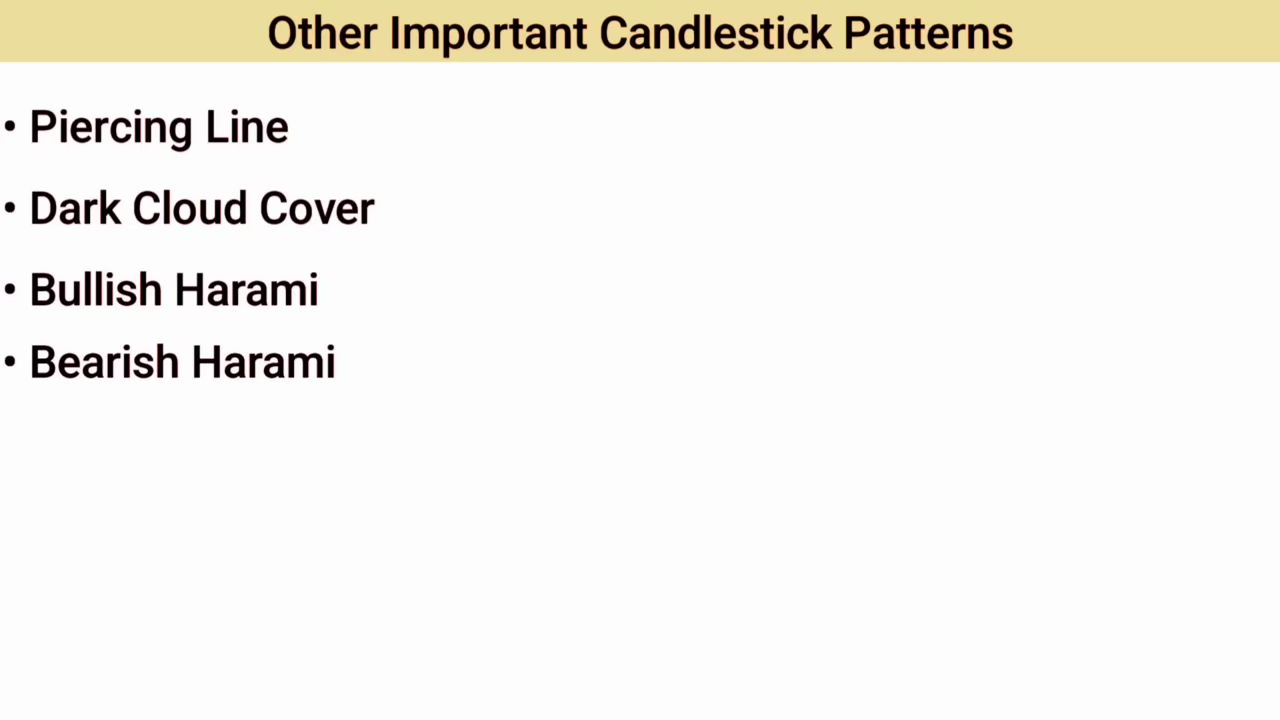 Other Important Candlestick Patterns
• Piercing Line
• Dark Cloud Cover
• Bullish Harami
• Bearish Harami